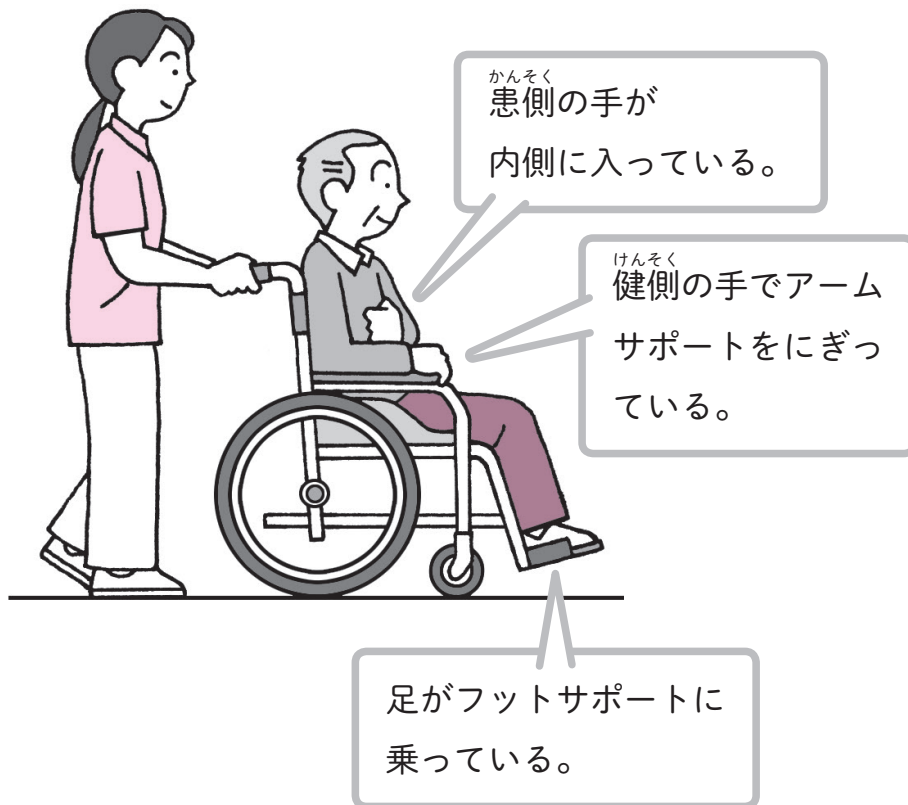 かんそく
患側の手が
内側に入っている。
けんそく
健側の手でアーム
サポートをにぎっ
ている。
足がフットサポートに
乗っている。